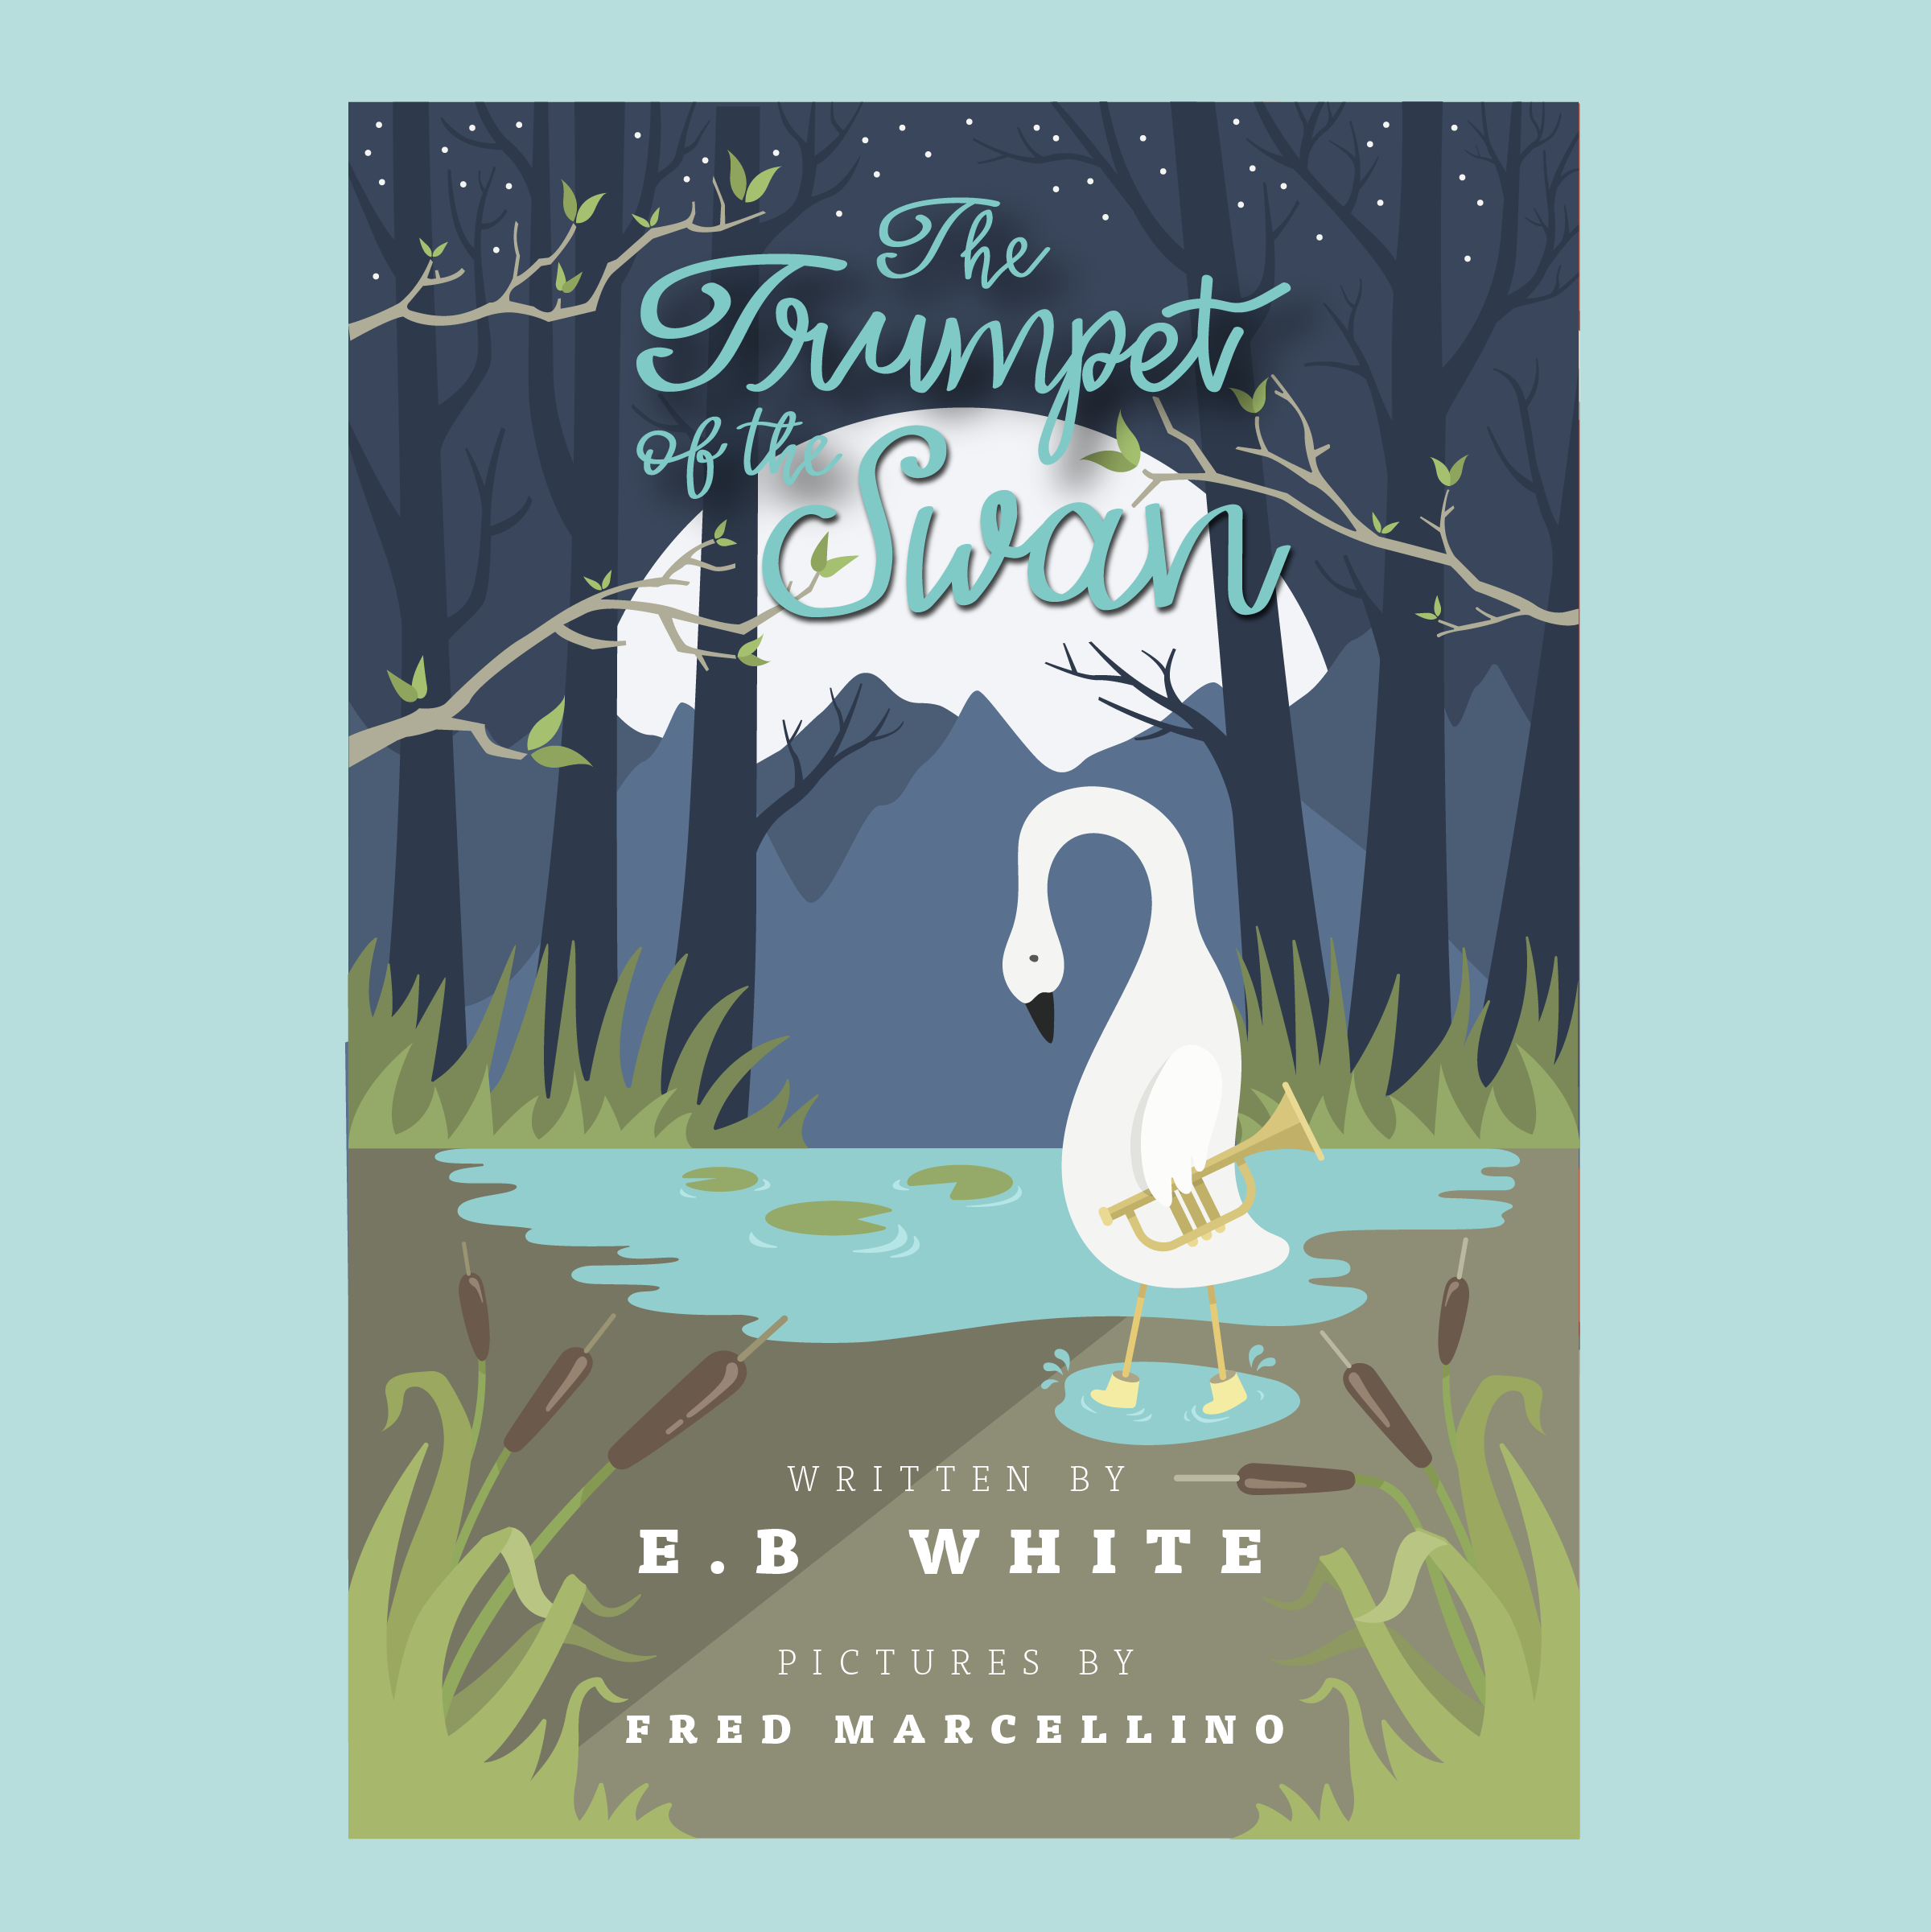 The
Trumpet
of the
Swan
WRITTEN BY
E.B WHITE
PICTURES BY
FRED MARCELLINO